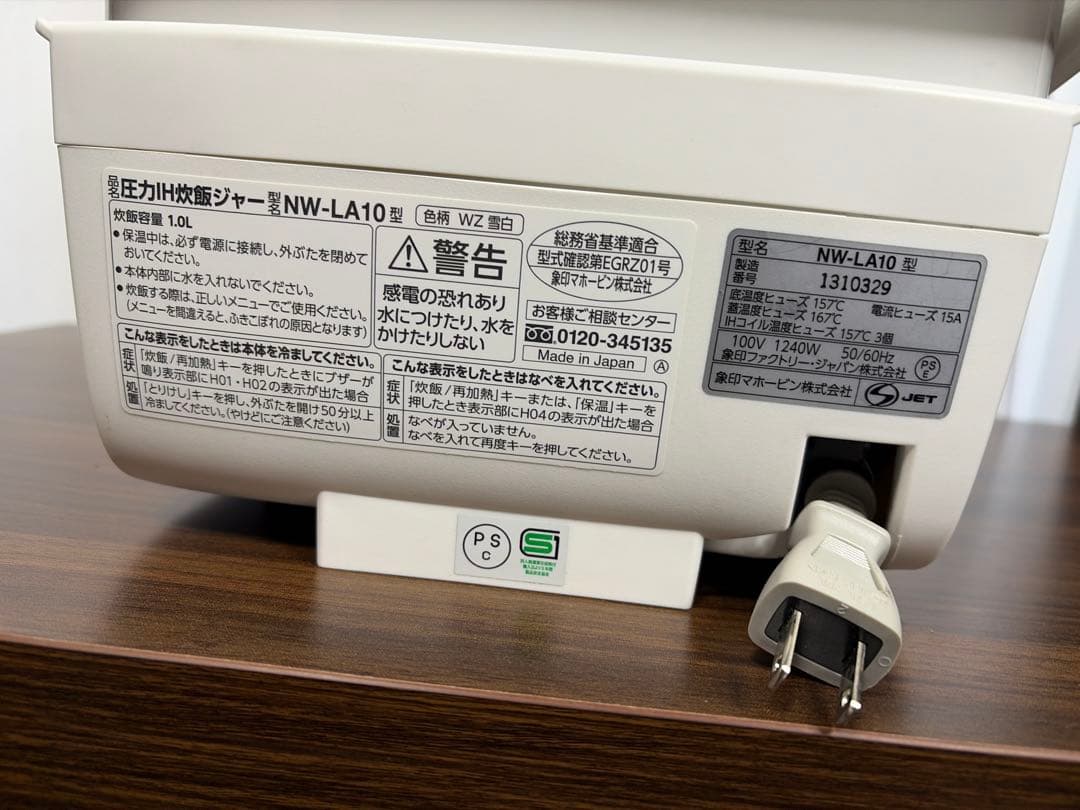 品名 圧力IH炊飯ジャー 型名 NW-LA10 型 色柄 WZ 雪白
炊飯容量 1.0L
●保温中は、必ず電源に接続し、外ぶたを閉めて
おいてください。
●本体内部に水を入れないでください。
●炊飯する際は、正しいメニューでご使用ください。
(メニューを間違えると、ふきこぼれの原因となります)
警告
感電の恐れあり
水につけたり、水を
かけたりしない
総務省基準適合
型式確認第EGRZ01号
象印マホービン株式会社
お客様ご相談センター
0120-345135
Made in Japan Ⓐ
こんな表示をしたときは本体を冷ましてください。
症状 「炊飯/再加熱」キーを押したときにブザーが
鳴り表示部にH01・H02の表示が出た場合
処置 「とりけし」キーを押し、外ぶたを開け50分以上
冷ましてください。(やけどにご注意ください)
こんな表示をしたときはなべを入れてください。
症状 「炊飯/再加熱」キーまたは、「保温」キーを
押したとき表示部にH04の表示が出た場合
処置 なべが入っていません。
なべを入れて再度キーを押してください。
型名 NW-LA10 型
製造番号 1310329
底温度ヒューズ 157℃ 電流ヒューズ 15A
蓋温度ヒューズ 167℃
IHコイル温度ヒューズ 157℃ 3個
100V 1240W 50/60Hz
象印ファクトリー・ジャパン株式会社 PSE
象印マホービン株式会社 JET
PS
C